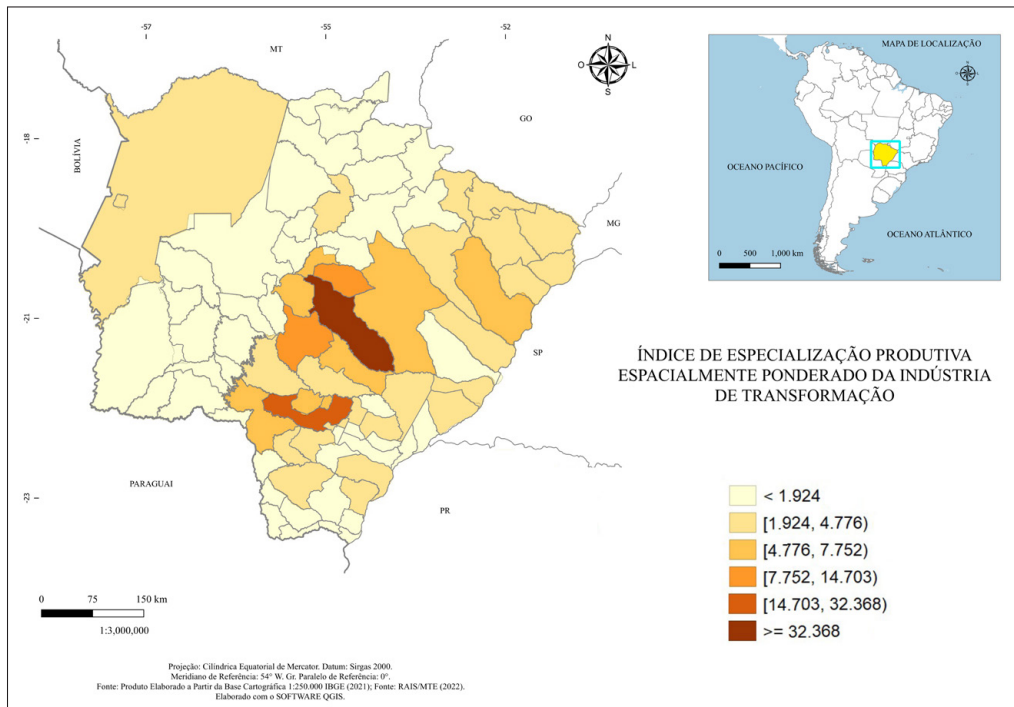 -57
-55
-52
MT
N
O
L
S
GO
-18
BOLÍVIA
MG
-21
SP
PARAGUAI
-23
PR
0 75 150 km
1:3,000,000
Projeção: Cilíndrica Equatorial de Mercator. Datum: Sirgas 2000.
Meridiano de Referência: 54° W. Gr. Paralelo de Referência: 0°.
Fonte: Produto Elaborado a Partir da Base Cartográfica 1:250.000 IBGE (2021); Fonte: RAIS/MTE (2022).
Elaborado com o SOFTWARE QGIS.
MAPA DE LOCALIZAÇÃO
OCEANO PACÍFICO
OCEANO ATLÂNTICO
0 500 1,000 km
ÍNDICE DE ESPECIALIZAÇÃO PRODUTIVA
ESPACIALMENTE PONDERADO DA INDÚSTRIA
DE TRANSFORMAÇÃO
< 1.924
[1.924, 4.776)
[4.776, 7.752)
[7.752, 14.703)
[14.703, 32.368)
>= 32.368